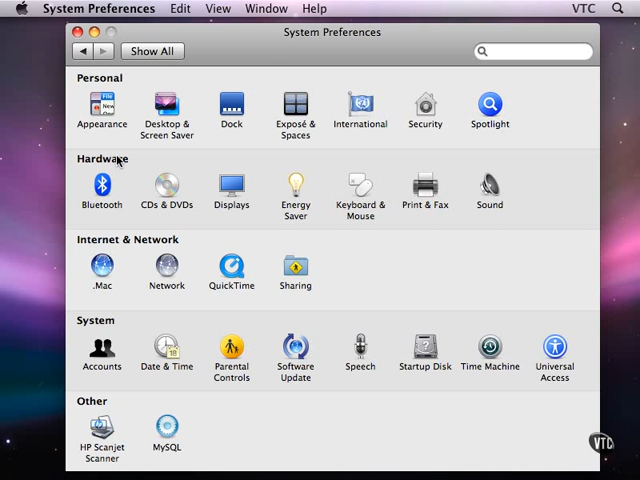 System Preferences Edit View Window Help VTC
System Preferences
Show All
Personal
Appearance
Desktop &
Screen Saver
Dock
Exposé &
Spaces
International
Security
Spotlight
Hardware
Bluetooth
CDs & DVDs
Displays
Energy
Saver
Keyboard &
Mouse
Print & Fax
Sound
Internet & Network
.Mac
Network
QuickTime
Sharing
System
Accounts
Date & Time
Parental
Controls
Software
Update
Speech
Startup Disk
Time Machine
Universal
Access
Other
HP Scanjet
Scanner
MySQL
VTC